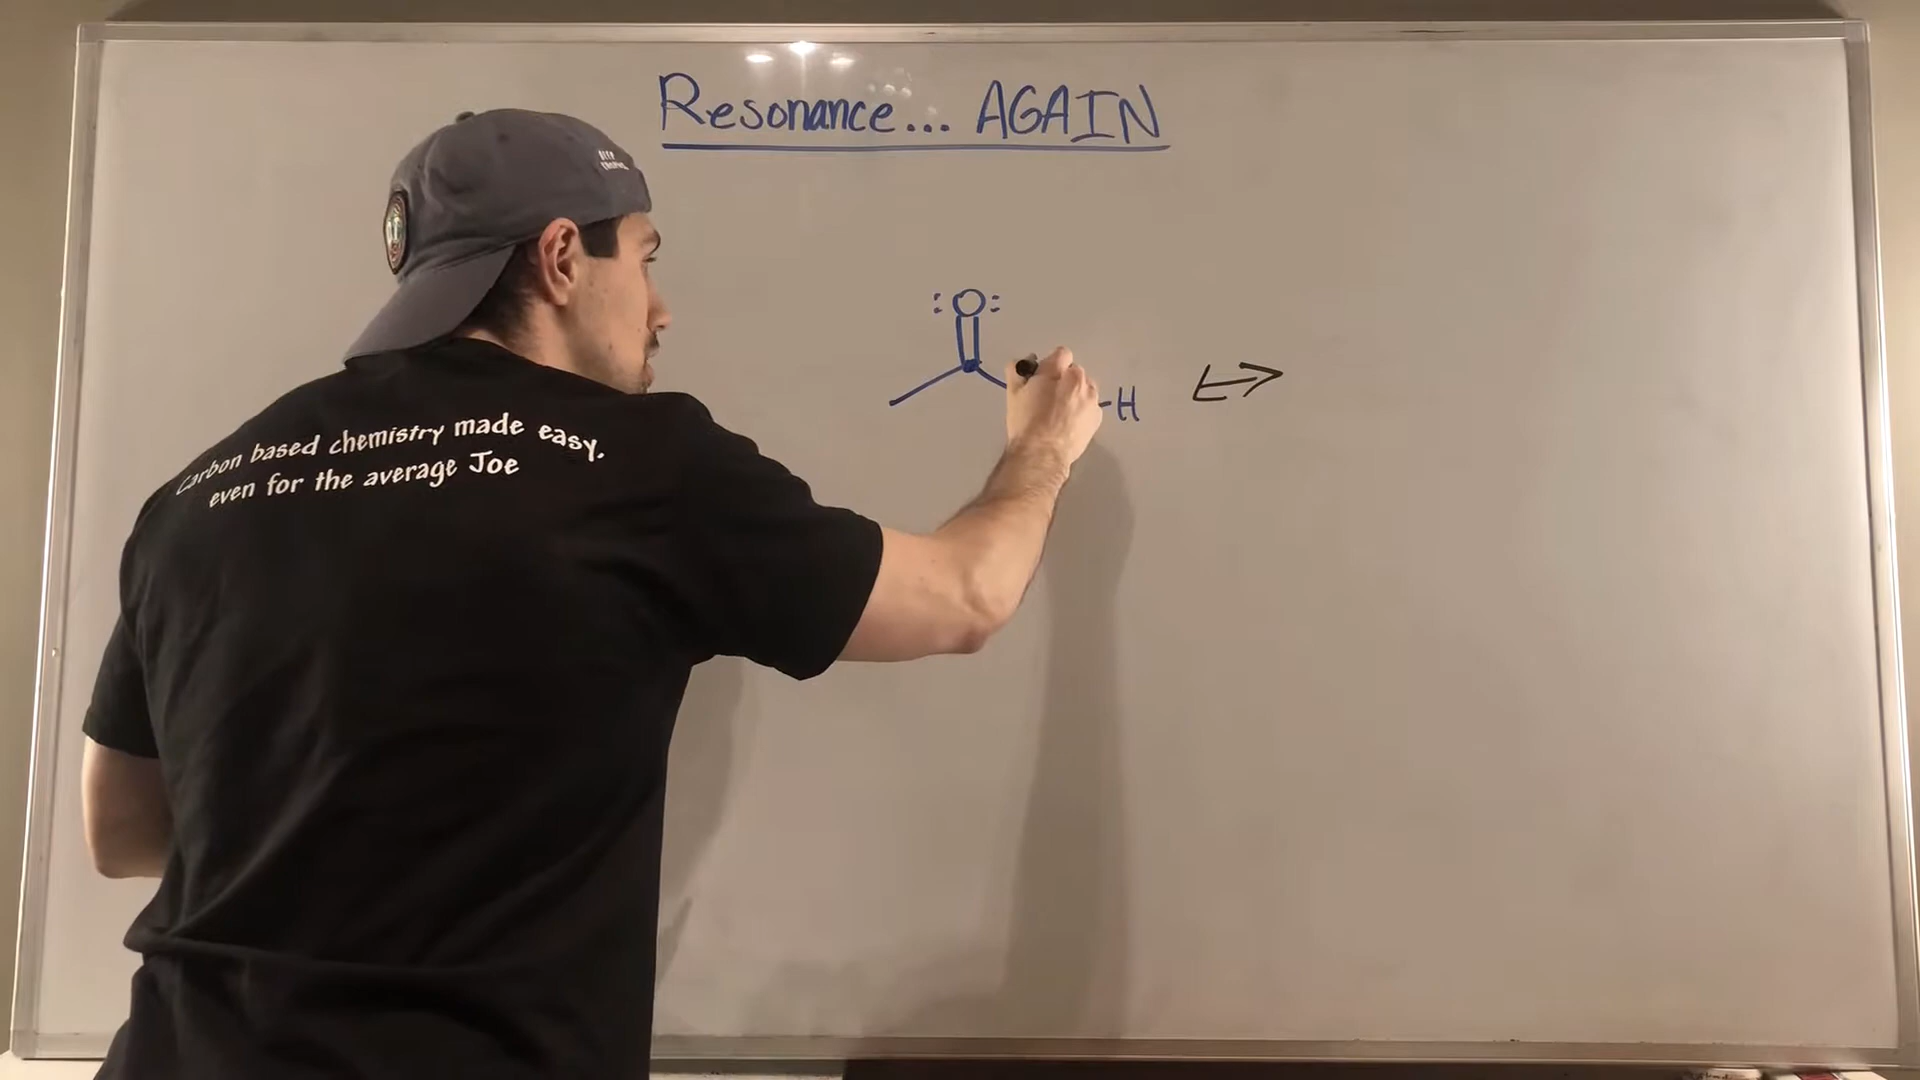 Resonance... AGAIN
:O:
-H
Carbon based chemistry made easy,
even for the average Joe